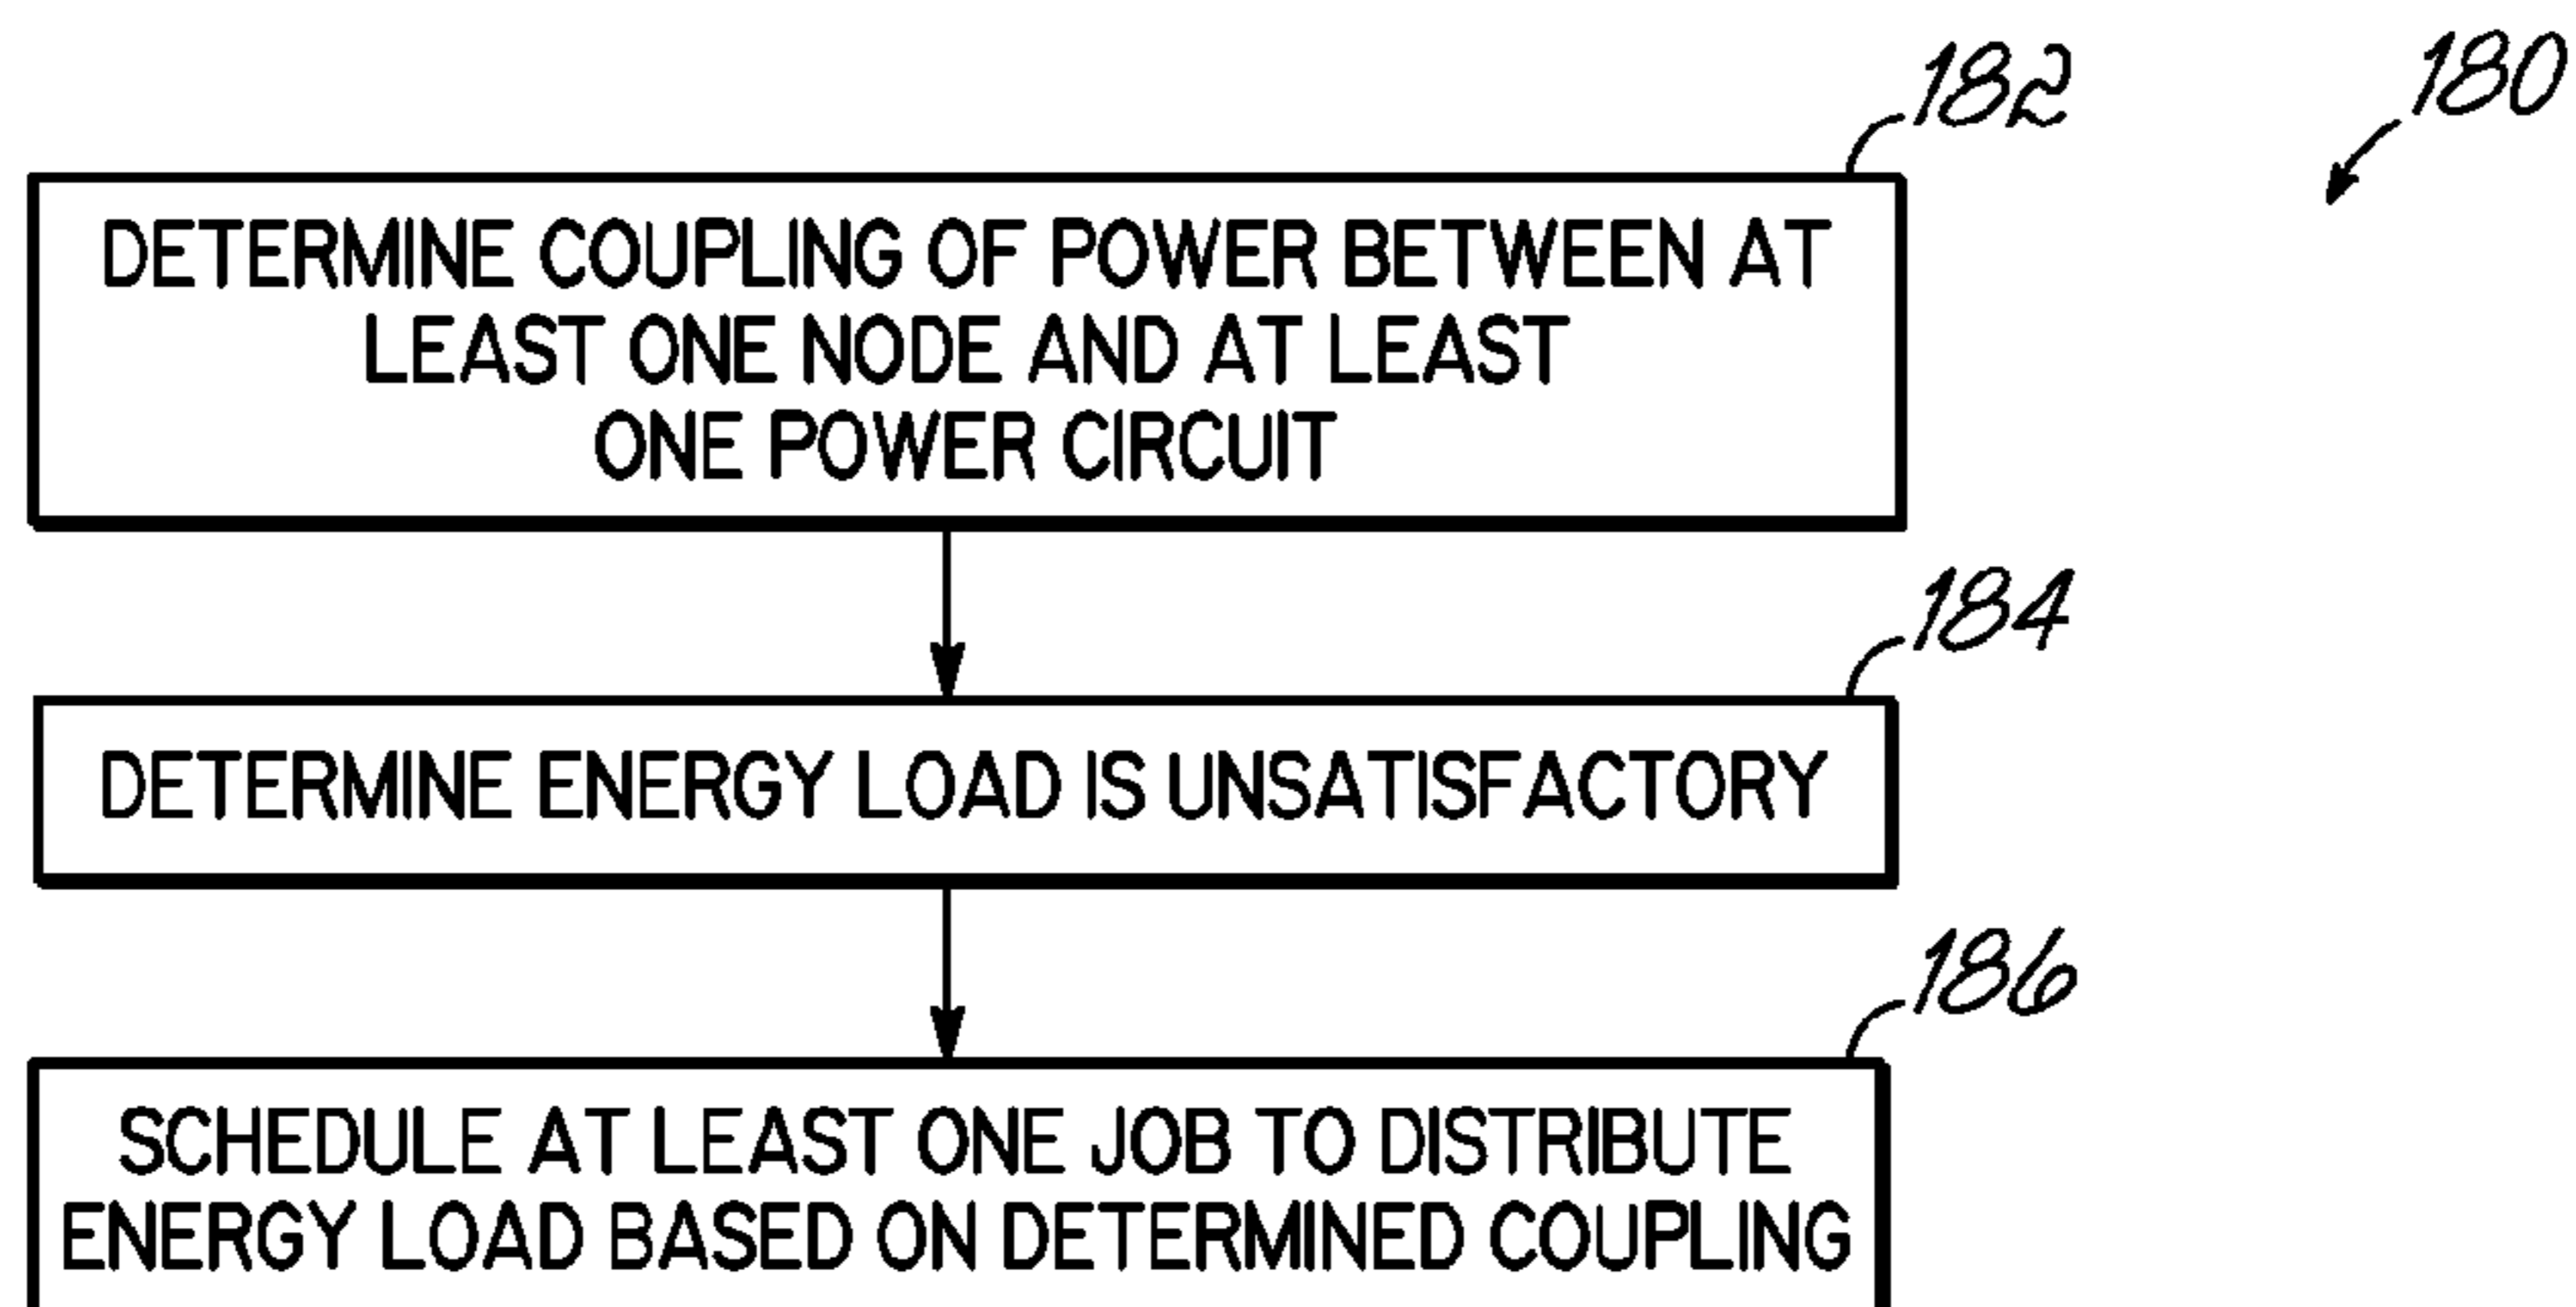 180
182
DETERMINE COUPLING OF POWER BETWEEN AT
LEAST ONE NODE AND AT LEAST
ONE POWER CIRCUIT
184
DETERMINE ENERGY LOAD IS UNSATISFACTORY
186
SCHEDULE AT LEAST ONE JOB TO DISTRIBUTE
ENERGY LOAD BASED ON DETERMINED COUPLING